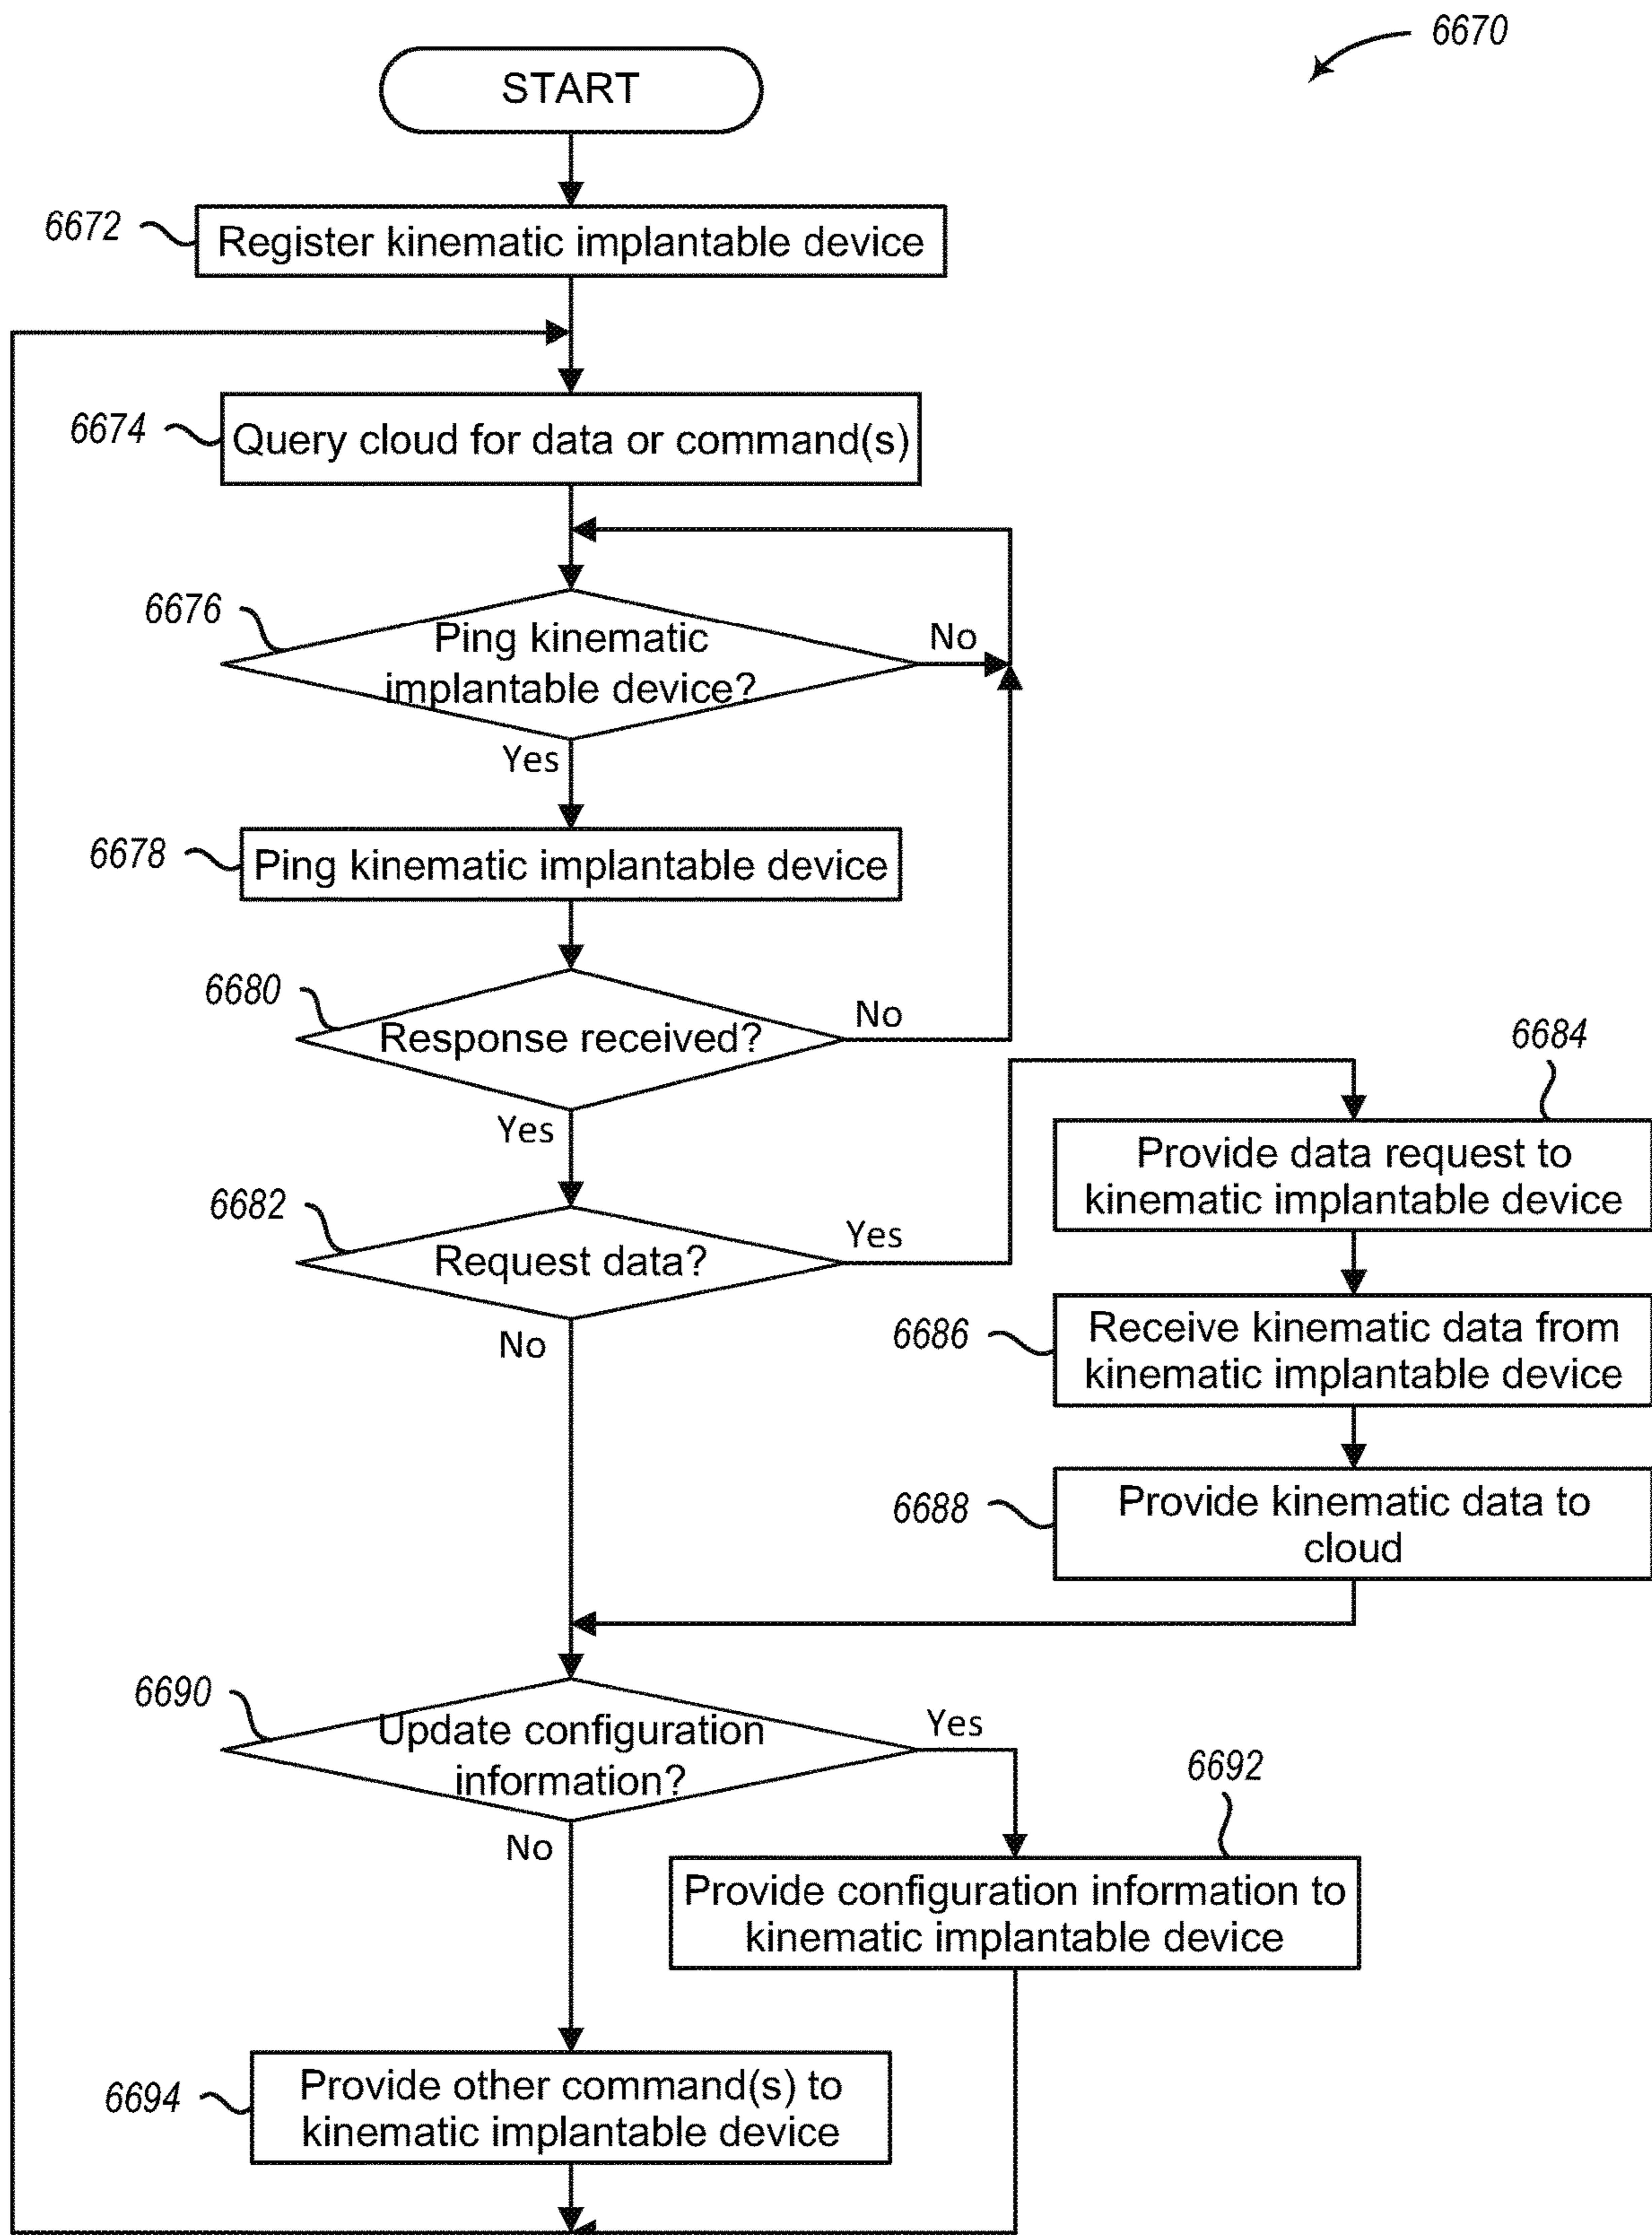 6670
START
6672
Register kinematic implantable device
6674
Query cloud for data or command(s)
6676
Ping kinematic
implantable device?
No
Yes
6678
Ping kinematic implantable device
6680
Response received?
No
Yes
6682
Request data?
Yes
No
6684
Provide data request to
kinematic implantable device
6686
Receive kinematic data from
kinematic implantable device
6688
Provide kinematic data to
cloud
6690
Update configuration
information?
Yes
No
6692
Provide configuration information to
kinematic implantable device
6694
Provide other command(s) to
kinematic implantable device